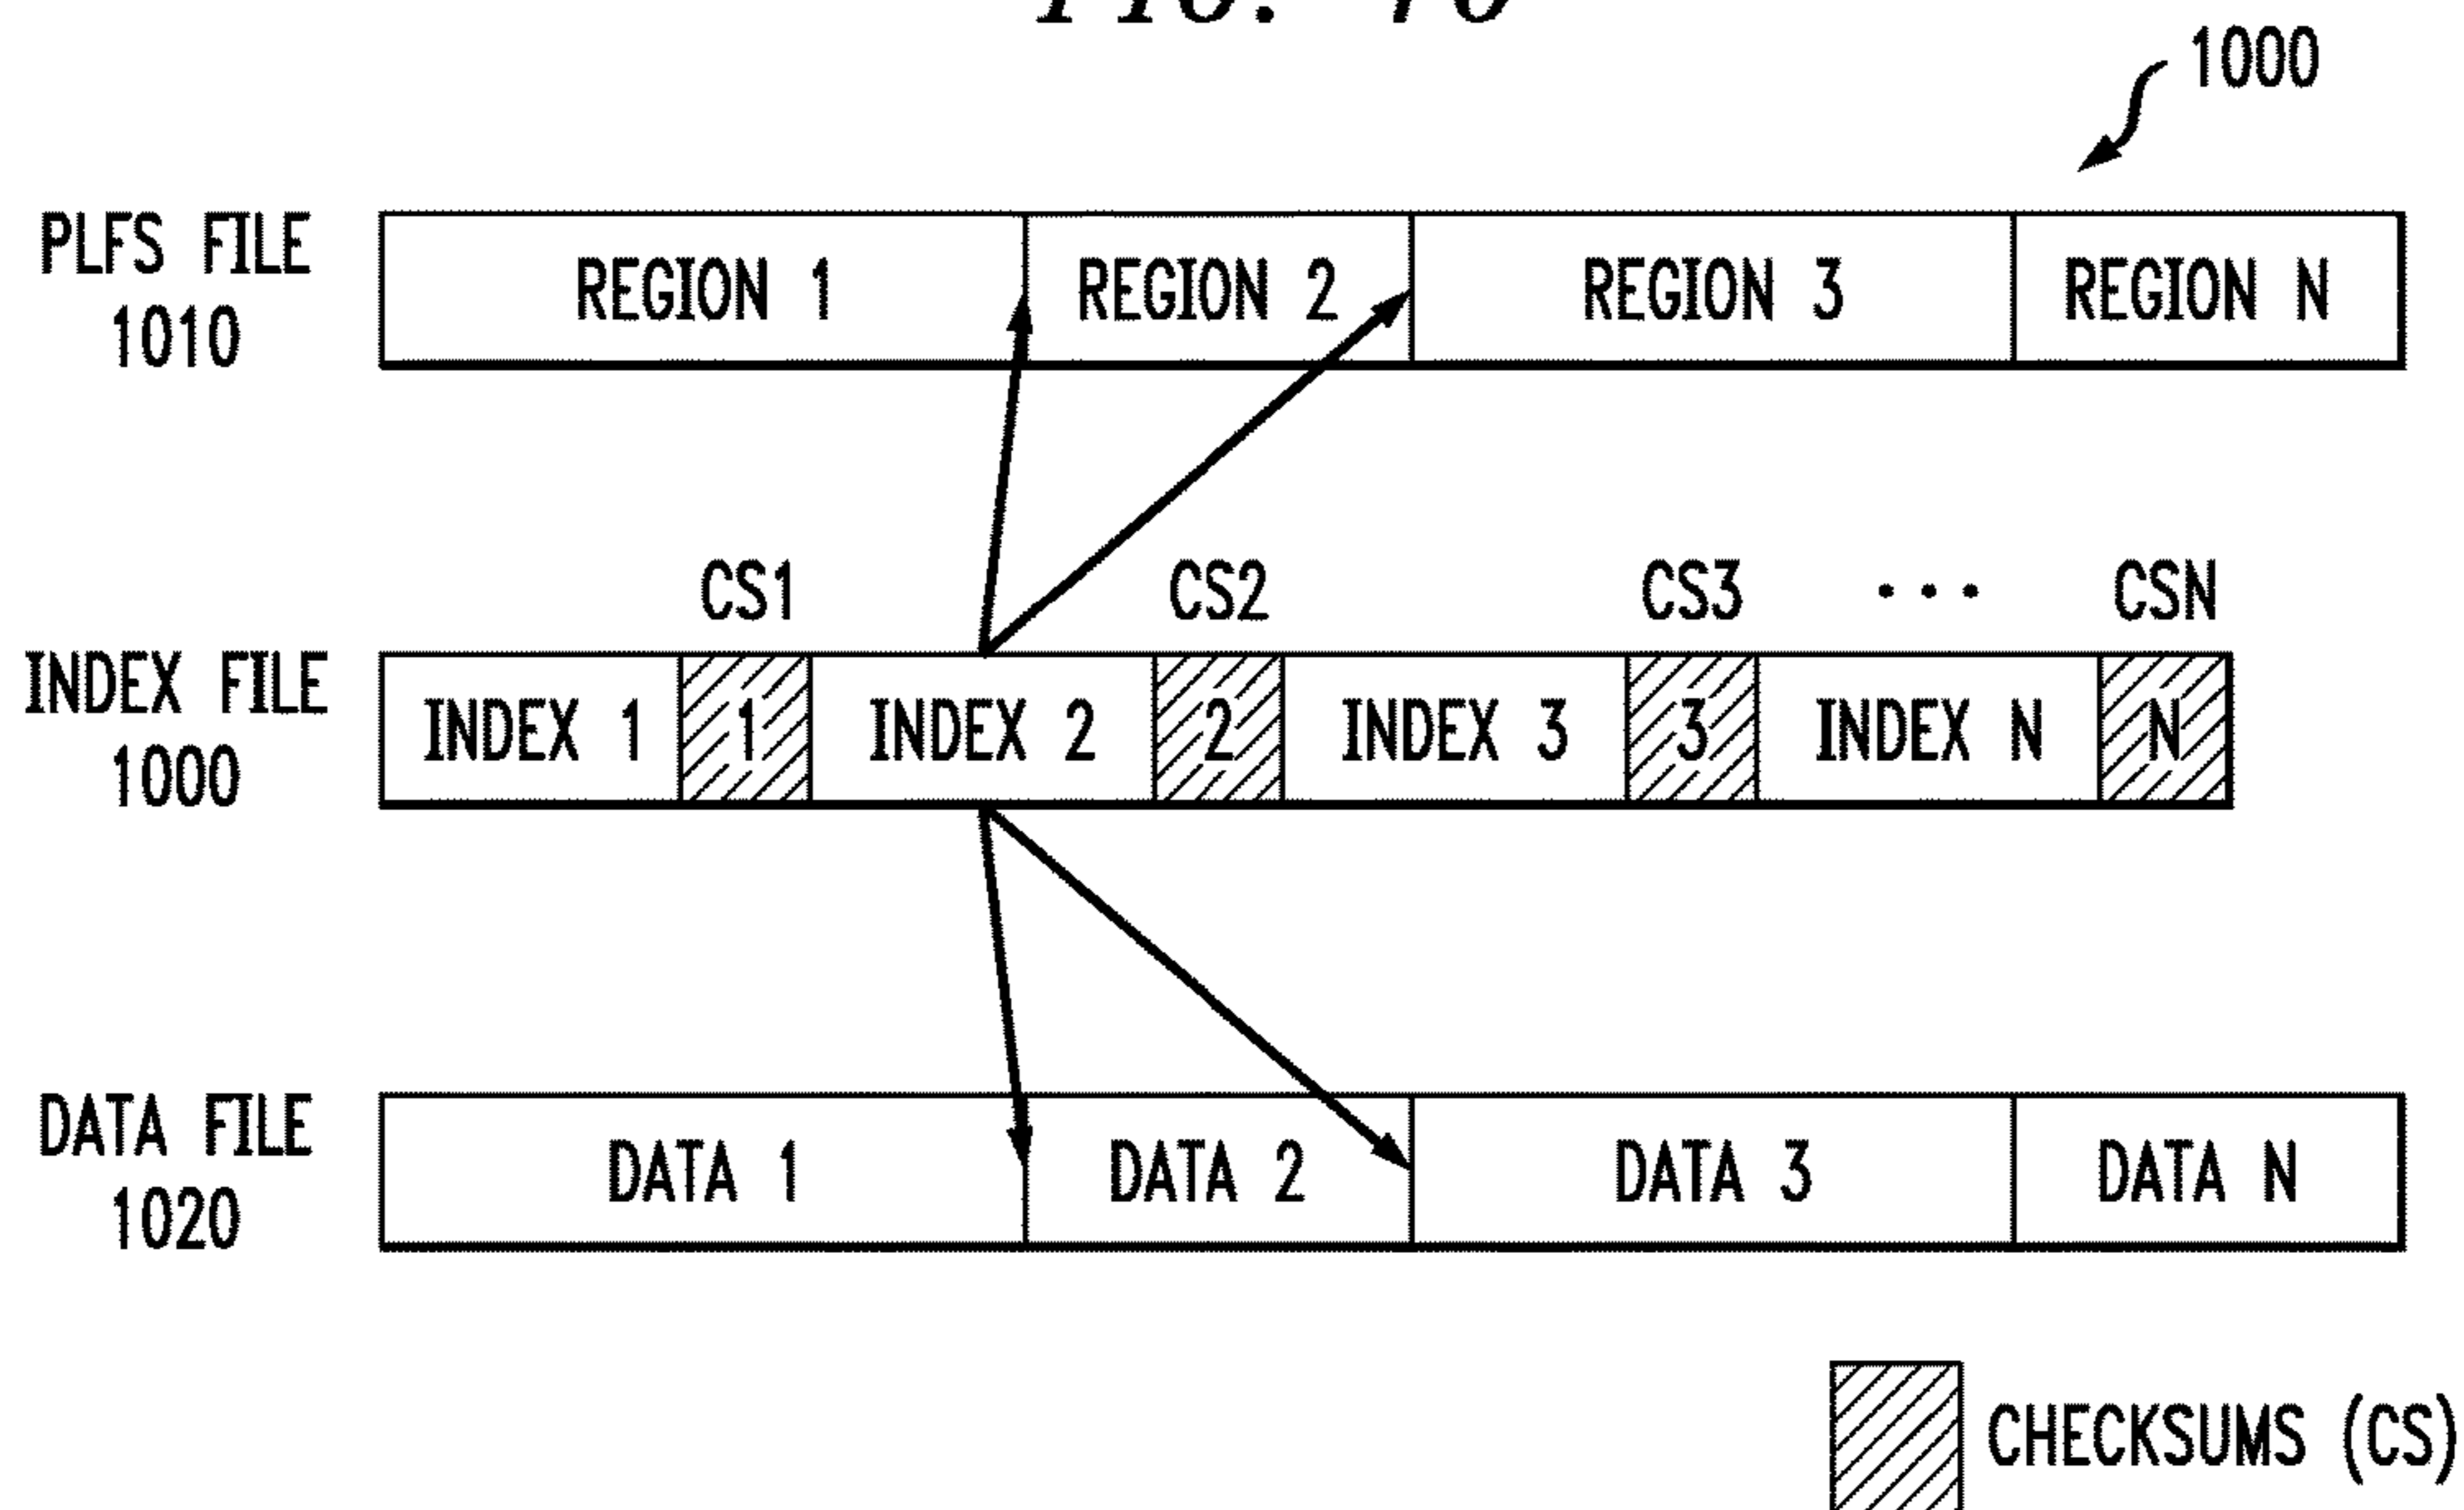 FIG. 10
1000
PLFS FILE
1010
REGION 1 REGION 2 REGION 3 REGION N
CS1 CS2 CS3 ... CSN
INDEX FILE
1000
INDEX 1 1 INDEX 2 2 INDEX 3 3 INDEX N N
DATA FILE
1020
DATA 1 DATA 2 DATA 3 DATA N
CHECKSUMS (CS)